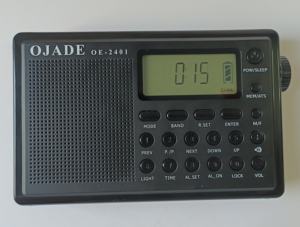 OJADE
OE-2401
015
POW/SLEEP
MEM/ATS
MODE BAND R.SET ENTER AUX
PREV P./P. NEXT DOWN UP
LIGHT TIME AL.SET AL.ON LOCK VOL